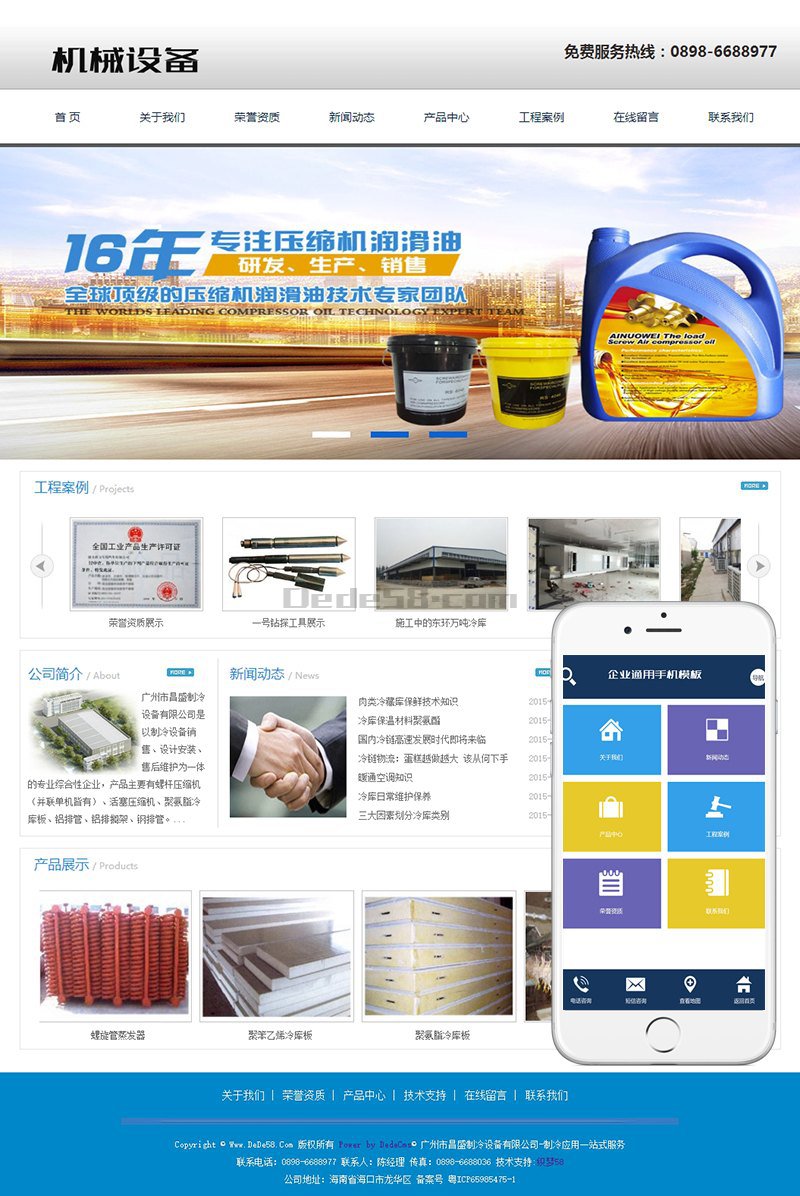 机械设备
免费服务热线：0898-6688977
首 页
关于我们
荣誉资质
新闻动态
产品中心
工程案例
在线留言
联系我们
16年 专注压缩机润滑油
研发、生产、销售
全球顶级的压缩机润滑油技术专家团队
THE WORLDS LEADING COMPRESSOR OIL TECHNOLOGY EXPERT TEAM
AINUOWEI The load
Screw Air compressor oil
工程案例 / Projects
MORE
全国工业产品生产许可证
荣誉资质展示
一号钻探工具展示
施工中的东环万吨冷库
Dede58.com
公司简介 / About
MORE
广州市昌盛制冷
设备有限公司是
以制冷设备销
售、设计安装、
售后维护为一体
的专业综合性企业，产品主要有螺杆压缩机
（并联单机皆有）、活塞压缩机、聚氨脂冷
库板、铝排管、铝排搁架、钢排管。...
新闻动态 / News
MORE
肉类冷藏库保鲜技术知识 2015-
冷库保温材料聚氨酯 2015-
国内冷链高速发展时代即将来临 2015-
冷链物流：蛋糕越做越大 该从何下手 2015-
暖通空调知识 2015-
冷库日常维护保养 2015-
三大因素划分冷库类别 2015-
产品展示 / Products
螺旋管蒸发器
聚苯乙烯冷库板
聚氨脂冷库板
企业通用手机模板
导航
关于我们
新闻动态
产品中心
工程案例
荣誉资质
联系我们
电话咨询
短信咨询
查看地图
返回首页
关于我们 | 荣誉资质 | 产品中心 | 技术支持 | 在线留言 | 联系我们
Copyright © Www.DeDe58.Com 版权所有 Power by DedeCms© 广州市昌盛制冷设备有限公司-制冷应用一站式服务
联系电话：0898-6688977 联系人：陈经理 传真：0898-6688036 技术支持:织梦58
公司地址：海南省海口市龙华区 备案号 粤ICP65985475-1